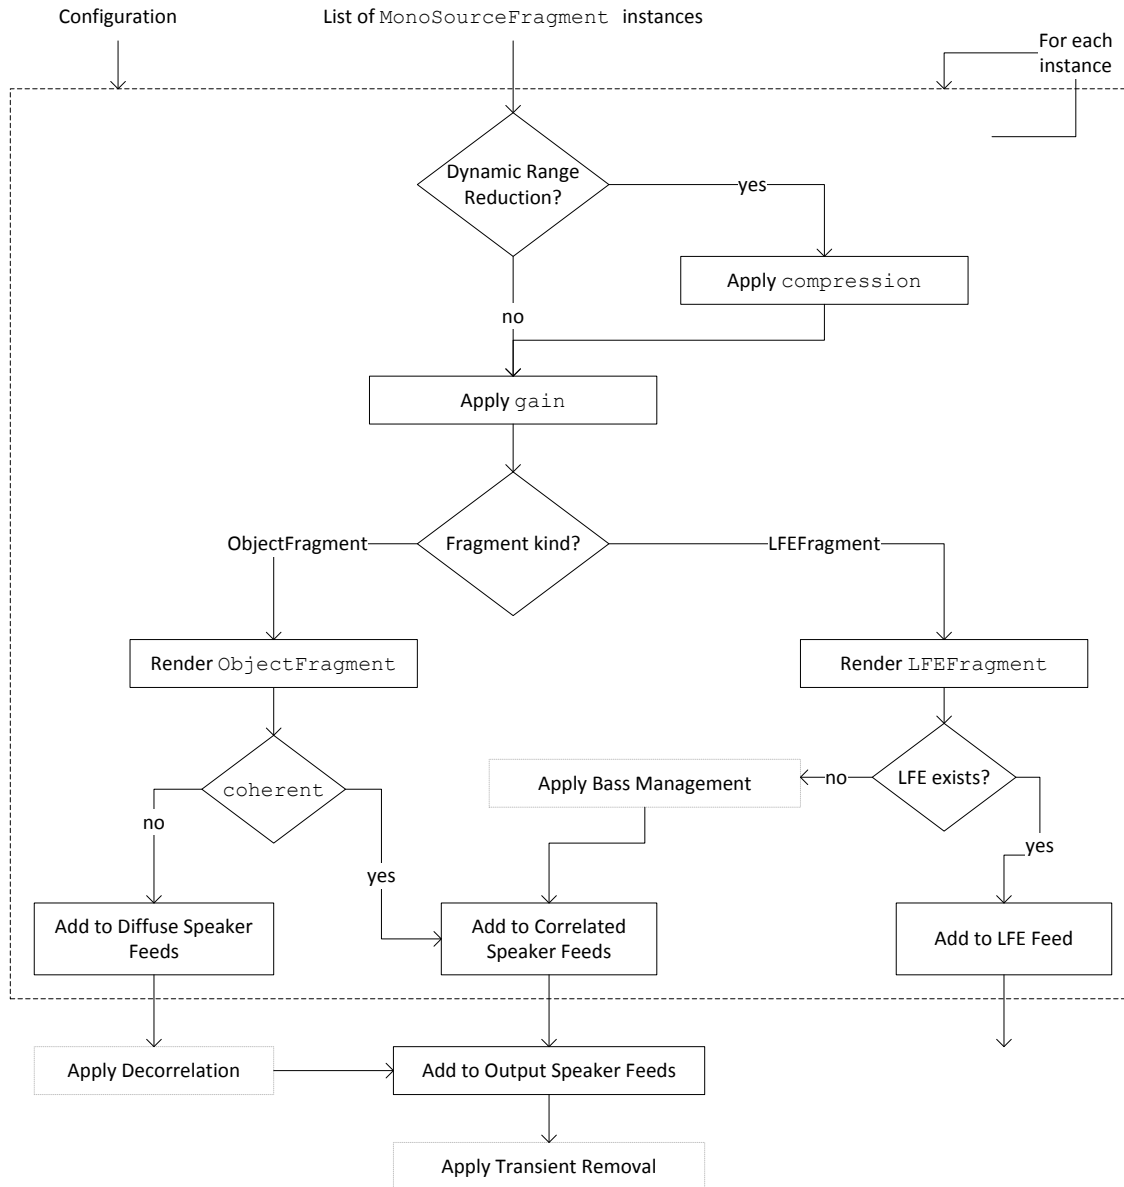 Configuration
List of MonoSourceFragment instances
For each
instance
Dynamic Range
Reduction?
yes
Apply compression
no
Apply gain
ObjectFragment
Fragment kind?
LFEFragment
Render ObjectFragment
Render LFEFragment
coherent
Apply Bass Management
no
LFE exists?
no
yes
yes
Add to Diffuse Speaker
Feeds
Add to Correlated
Speaker Feeds
Add to LFE Feed
Apply Decorrelation
Add to Output Speaker Feeds
Apply Transient Removal